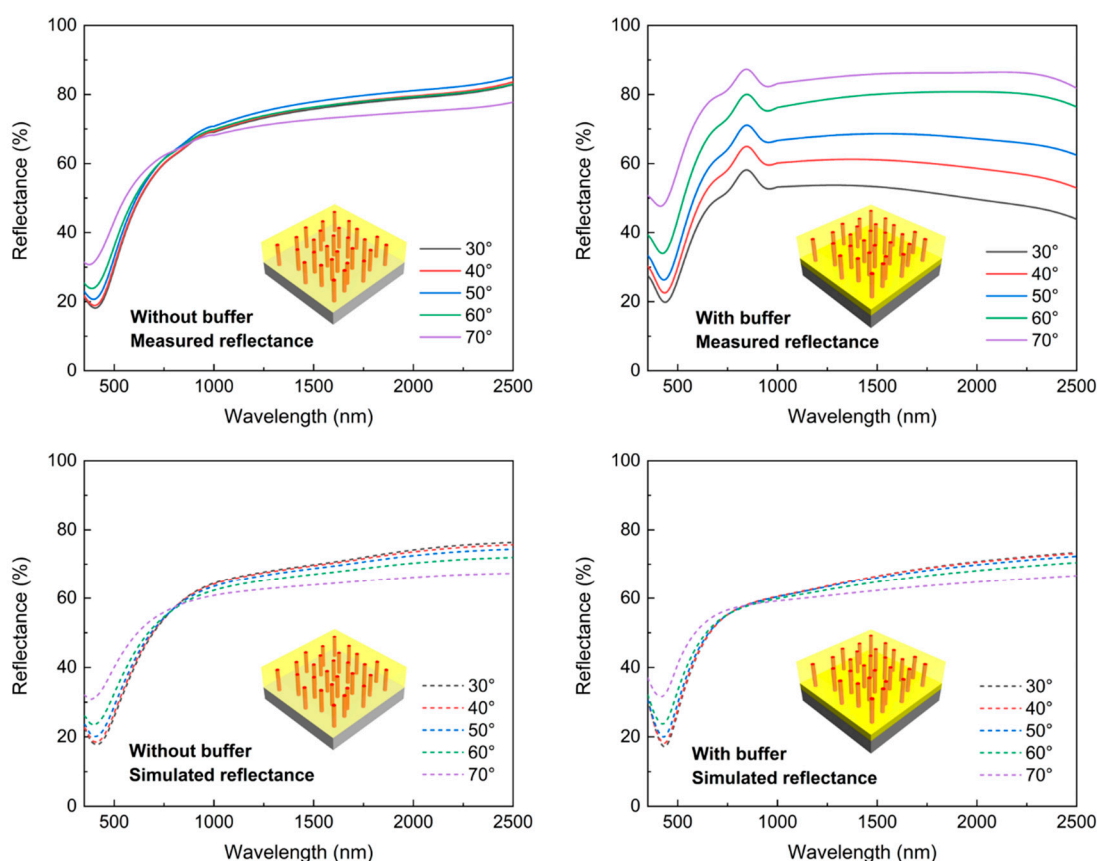 100
80
60
40
20
0
Reflectance (%)
30°
40°
50°
60°
70°
Without buffer
Measured reflectance
500 1000 1500 2000 2500
Wavelength (nm)
100
80
60
40
20
0
Reflectance (%)
30°
40°
50°
60°
70°
With buffer
Measured reflectance
500 1000 1500 2000 2500
Wavelength (nm)
100
80
60
40
20
0
Reflectance (%)
30°
40°
50°
60°
70°
Without buffer
Simulated reflectance
500 1000 1500 2000 2500
Wavelength (nm)
100
80
60
40
20
0
Reflectance (%)
30°
40°
50°
60°
70°
With buffer
Simulated reflectance
500 1000 1500 2000 2500
Wavelength (nm)